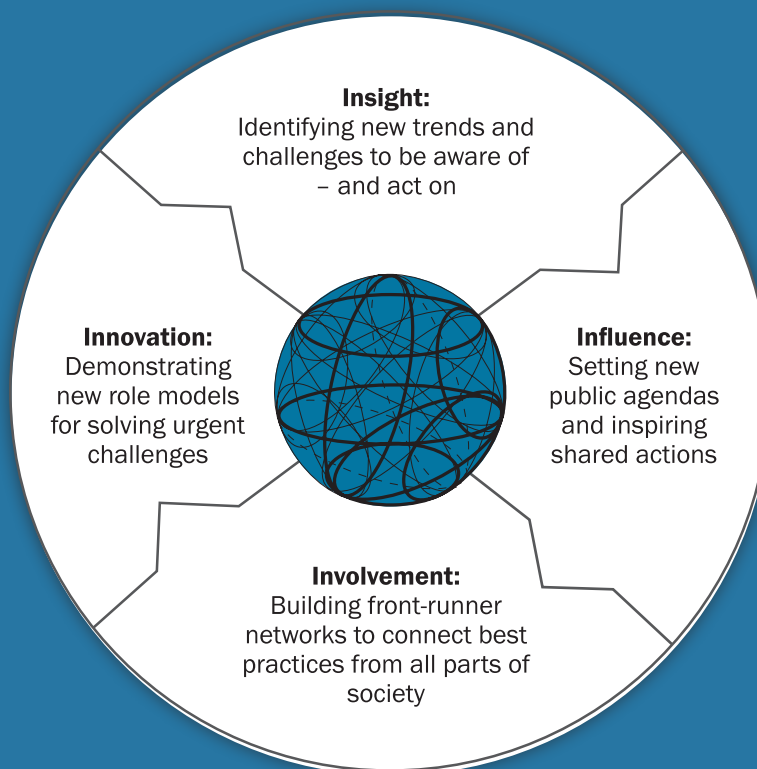 Insight:
Identifying new trends and
challenges to be aware of
– and act on
Innovation:
Demonstrating
new role models
for solving urgent
challenges
Influence:
Setting new
public agendas
and inspiring
shared actions
Involvement:
Building front-runner
networks to connect best
practices from all parts of
society